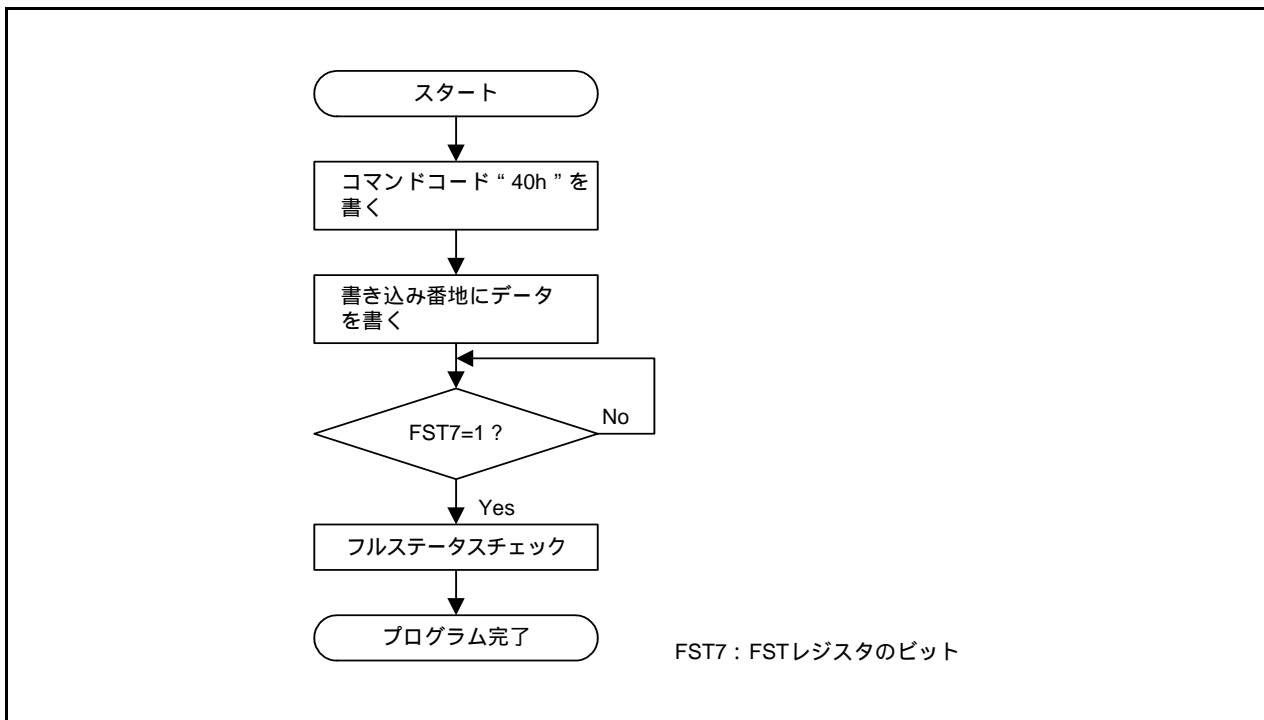 スタート
コマンドコード“40h”を
書く
書き込み番地にデータ
を書く
FST7=1 ?
No
Yes
フルステータスチェック
プログラム完了
FST7：FSTレジスタのビット